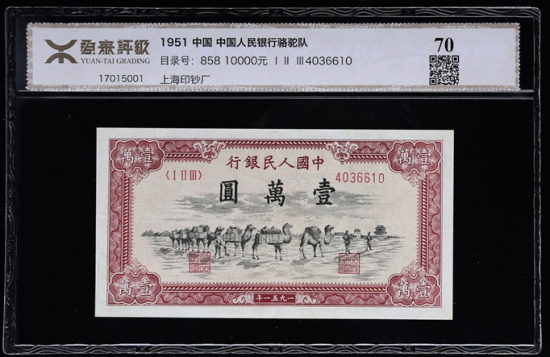 泰評級
YUAN-TAI GRADING
17015001
1951 中国 中国人民银行骆驼队
目录号：858 10000元 Ⅰ Ⅱ Ⅲ4036610
上海印钞厂
70
壹萬
壹萬
中國人民銀行
〈Ⅰ Ⅱ Ⅲ〉
4036610
壹萬圓
壹萬
壹萬
一九五一年